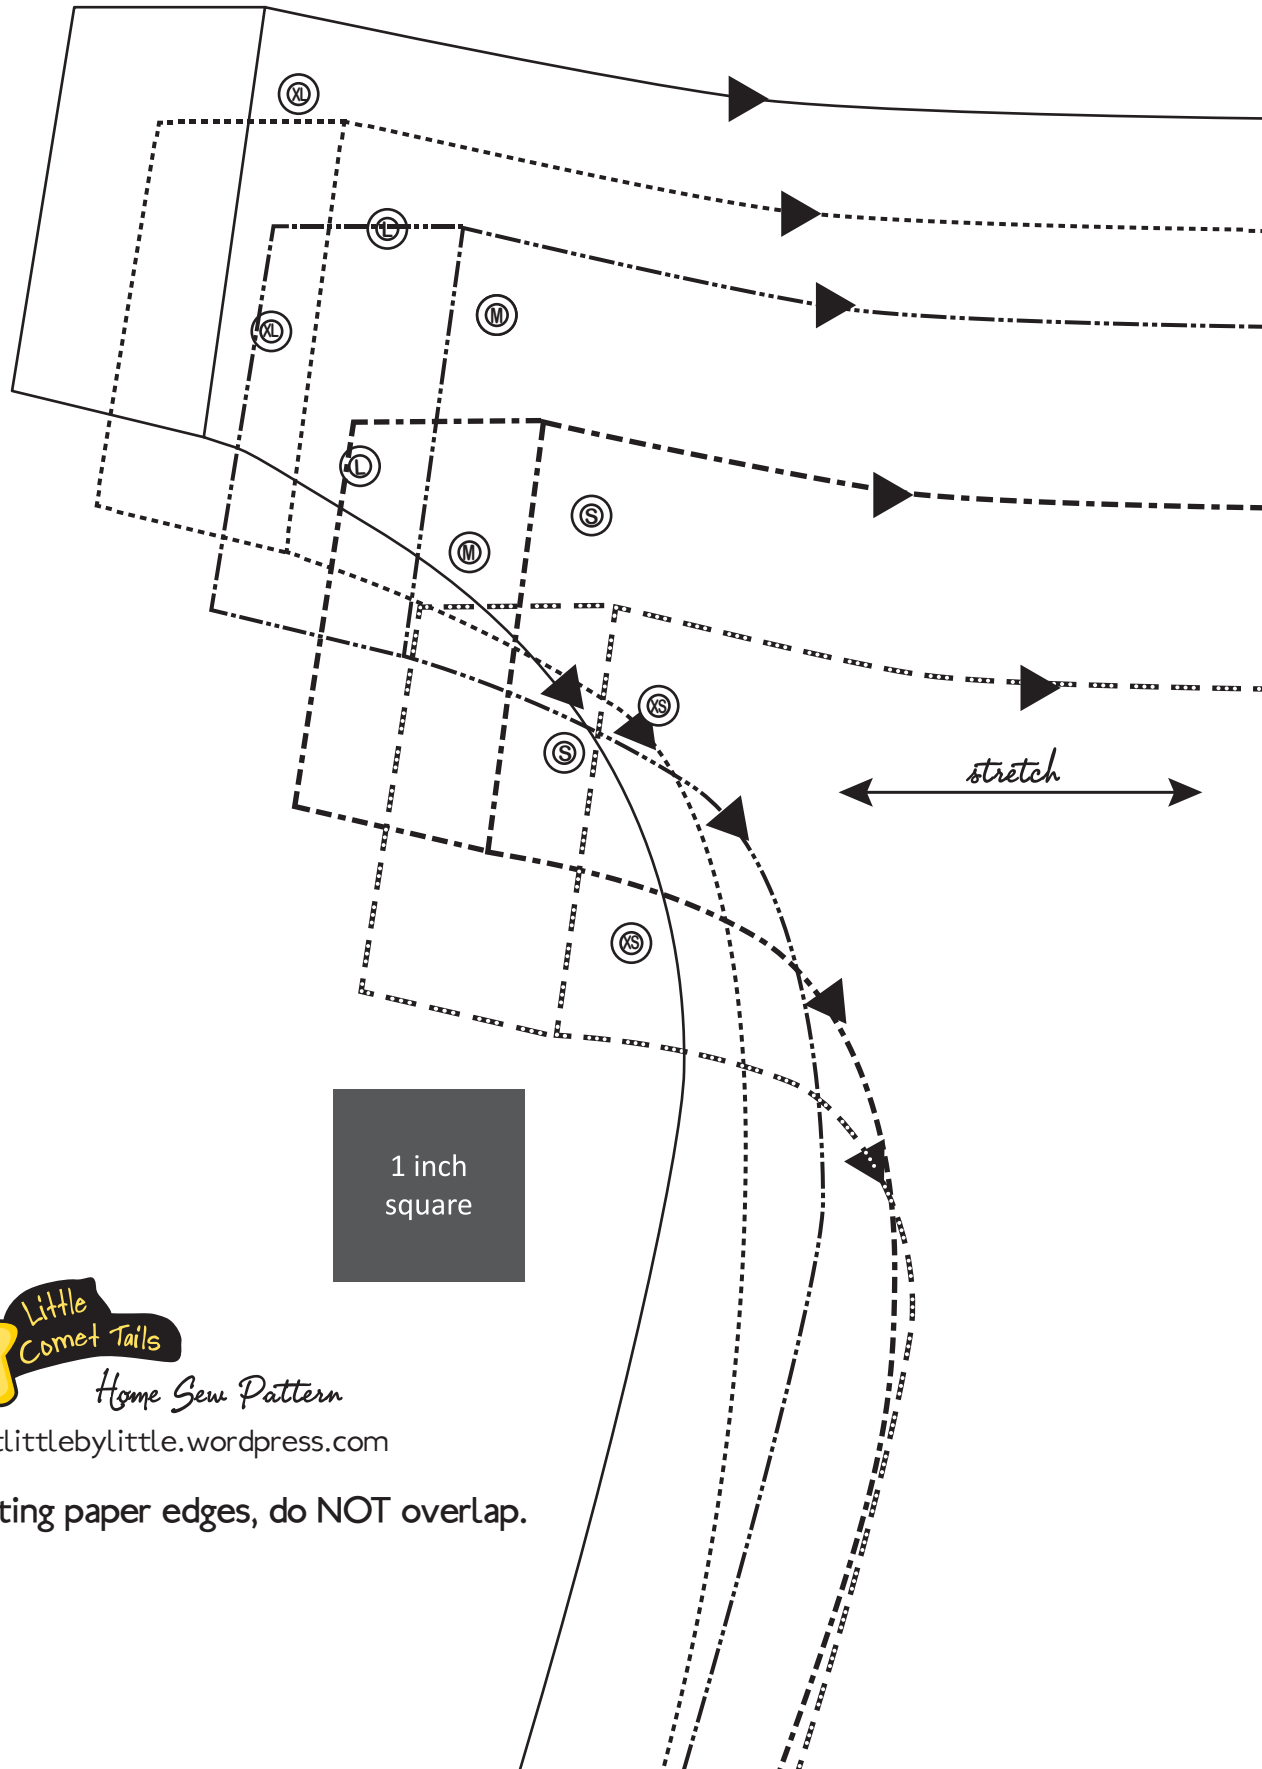 XL
L
XL
M
L
S
M
XS
S
stretch
XS
1 inch
square
Little
Comet Tails
Home Sew Pattern
littlebylittle.wordpress.com
ting paper edges, do NOT overlap.